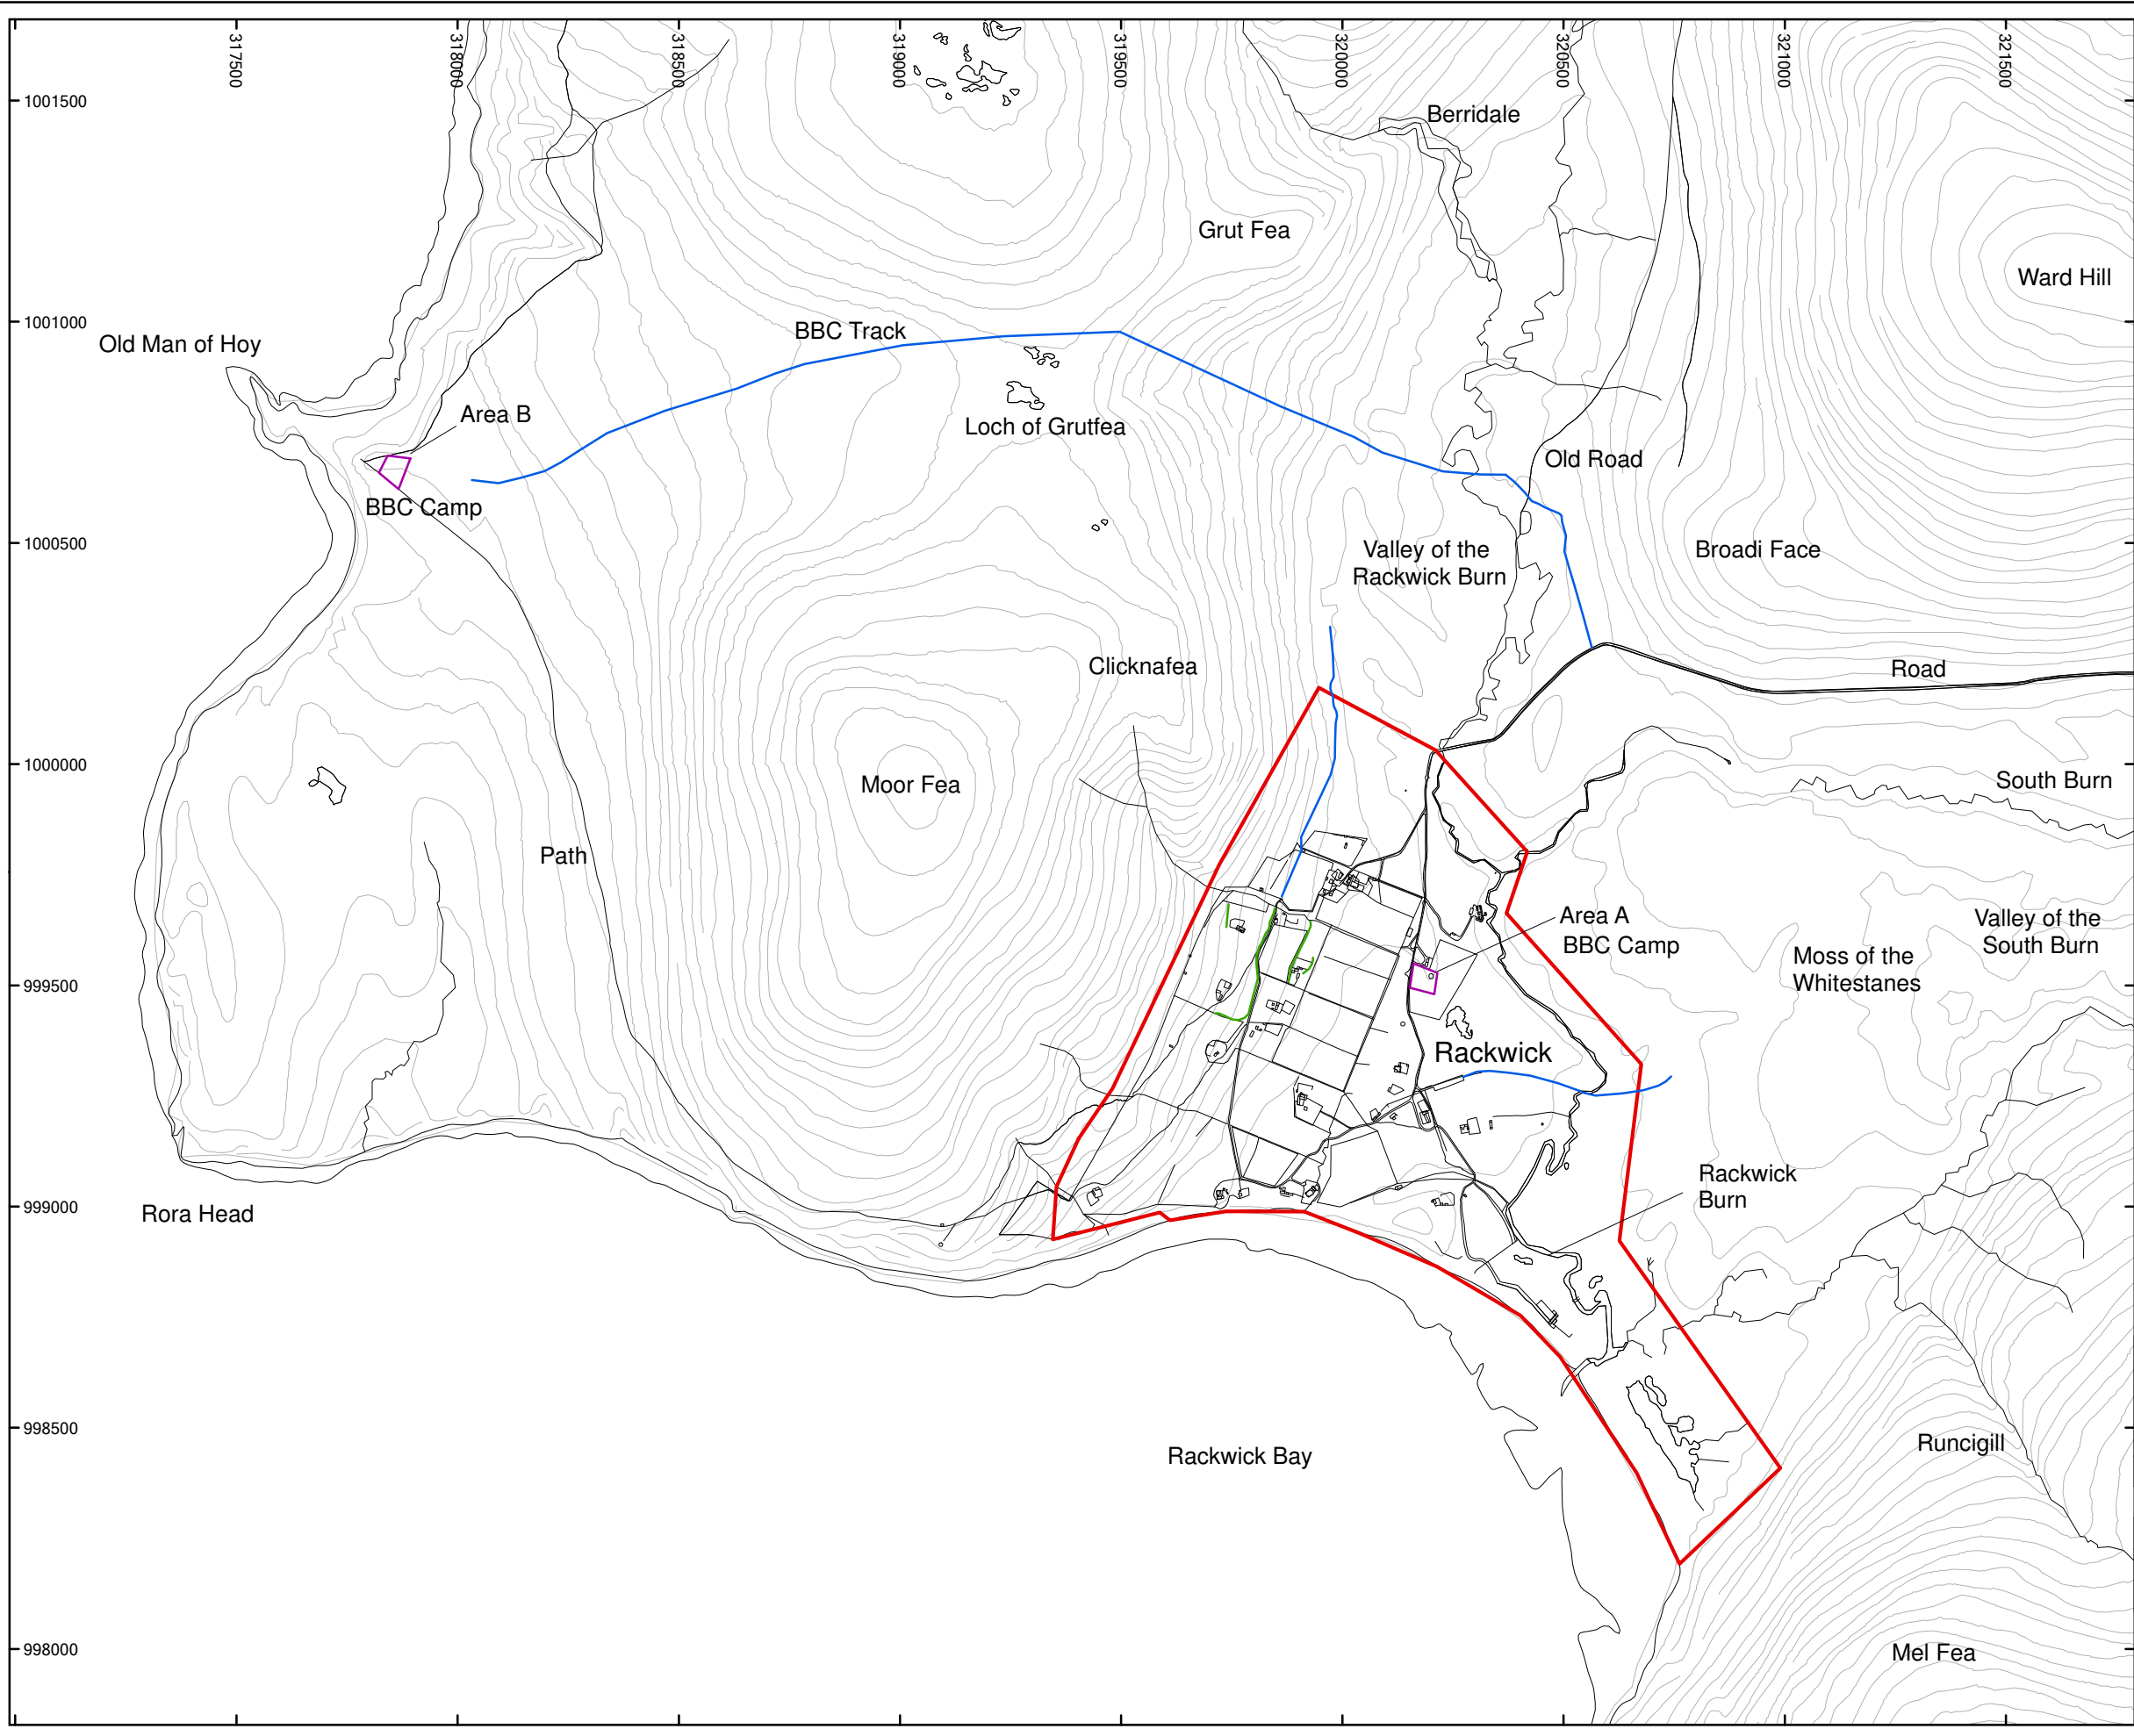 317500
318000
318500
319000
319500
320000
320500
321000
321500
1001500
Berridale
Grut Fea
Ward Hill
1001000
BBC Track
Old Man of Hoy
Area B
Loch of Grutfea
Old Road
BBC Camp
1000500
Valley of the
Rackwick Burn
Broadi Face
Clicknafea
Road
1000000
Moor Fea
South Burn
Path
Area A
BBC Camp
Valley of the
South Burn
Moss of the
Whitestanes
999500
Rackwick
Rackwick
Burn
999000
Rora Head
998500
Rackwick Bay
Runcigill
998000
Mel Fea